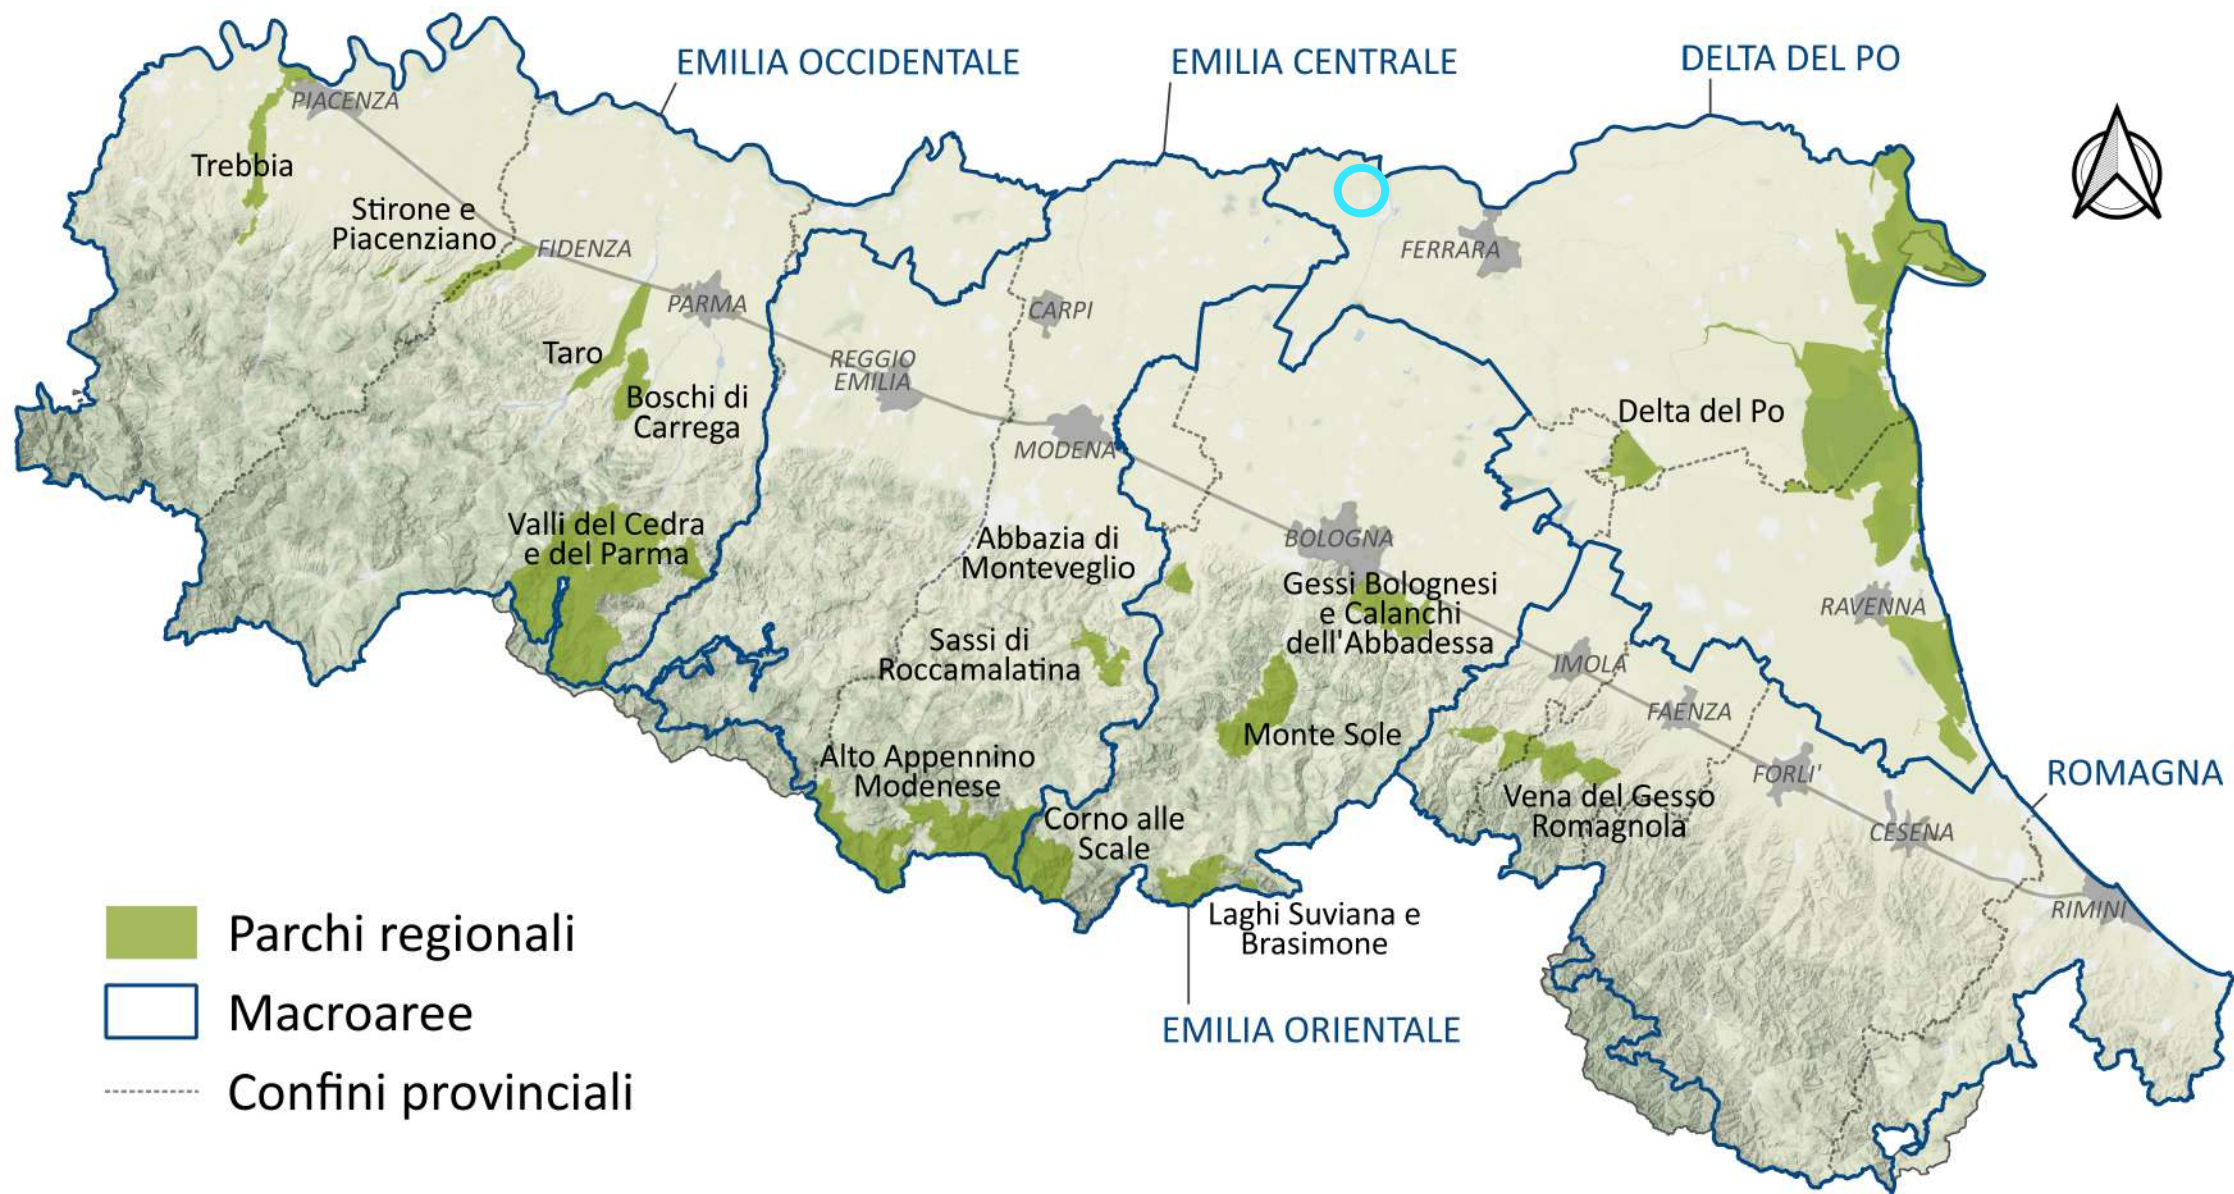 EMILIA OCCIDENTALE
EMILIA CENTRALE
DELTA DEL PO
PIACENZA
Trebbia
Stirone e
Piacenziano
FIDENZA
FERRARA
PARMA
CARPI
Taro
REGGIO
EMILIA
Boschi di
Carrega
Delta del Po
MODENA
Valli del Cedra
e del Parma
Abbazia di
Monteveglio
BOLOGNA
Gessi Bolognesi
e Calanchi
dell'Abbadessa
RAVENNA
Sassi di
Roccamalatina
IMOLA
FAENZA
Monte Sole
Alto Appennino
Modenese
FORLI'
ROMAGNA
Vena del Gesso
Romagnola
Corno alle
Scale
CESENA
Laghi Suviana e
Brasimone
RIMINI
EMILIA ORIENTALE
Parchi regionali
Macroaree
Confini provinciali